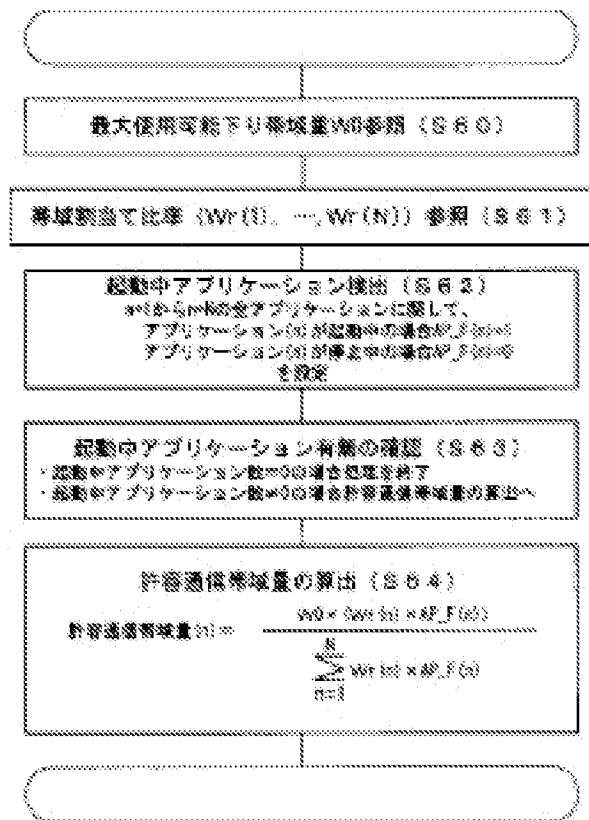 最大使用可能下り帯域量W0参照（S60）
帯域割当て比率（Wr(1)、…,Wr(N)）参照（S61）
起動中アプリケーション検出（S62）
n=1からn=Nの全アプリケーションに関して、
アプリケーション(n)が起動中の場合AP_F(n)=1
アプリケーション(n)が停止中の場合AP_F(n)=0
を設定
起動中アプリケーション有無の確認（S63）
・起動中アプリケーション数=0の場合処理を終了
・起動中アプリケーション数≠0の場合許容通信帯域量の算出へ
許容通信帯域量の算出（S64）
W0×(Wr(n)×AP_F(n))
許容通信帯域量(n)＝
N
∑ Wr(n)×AP_F(n)
n=1